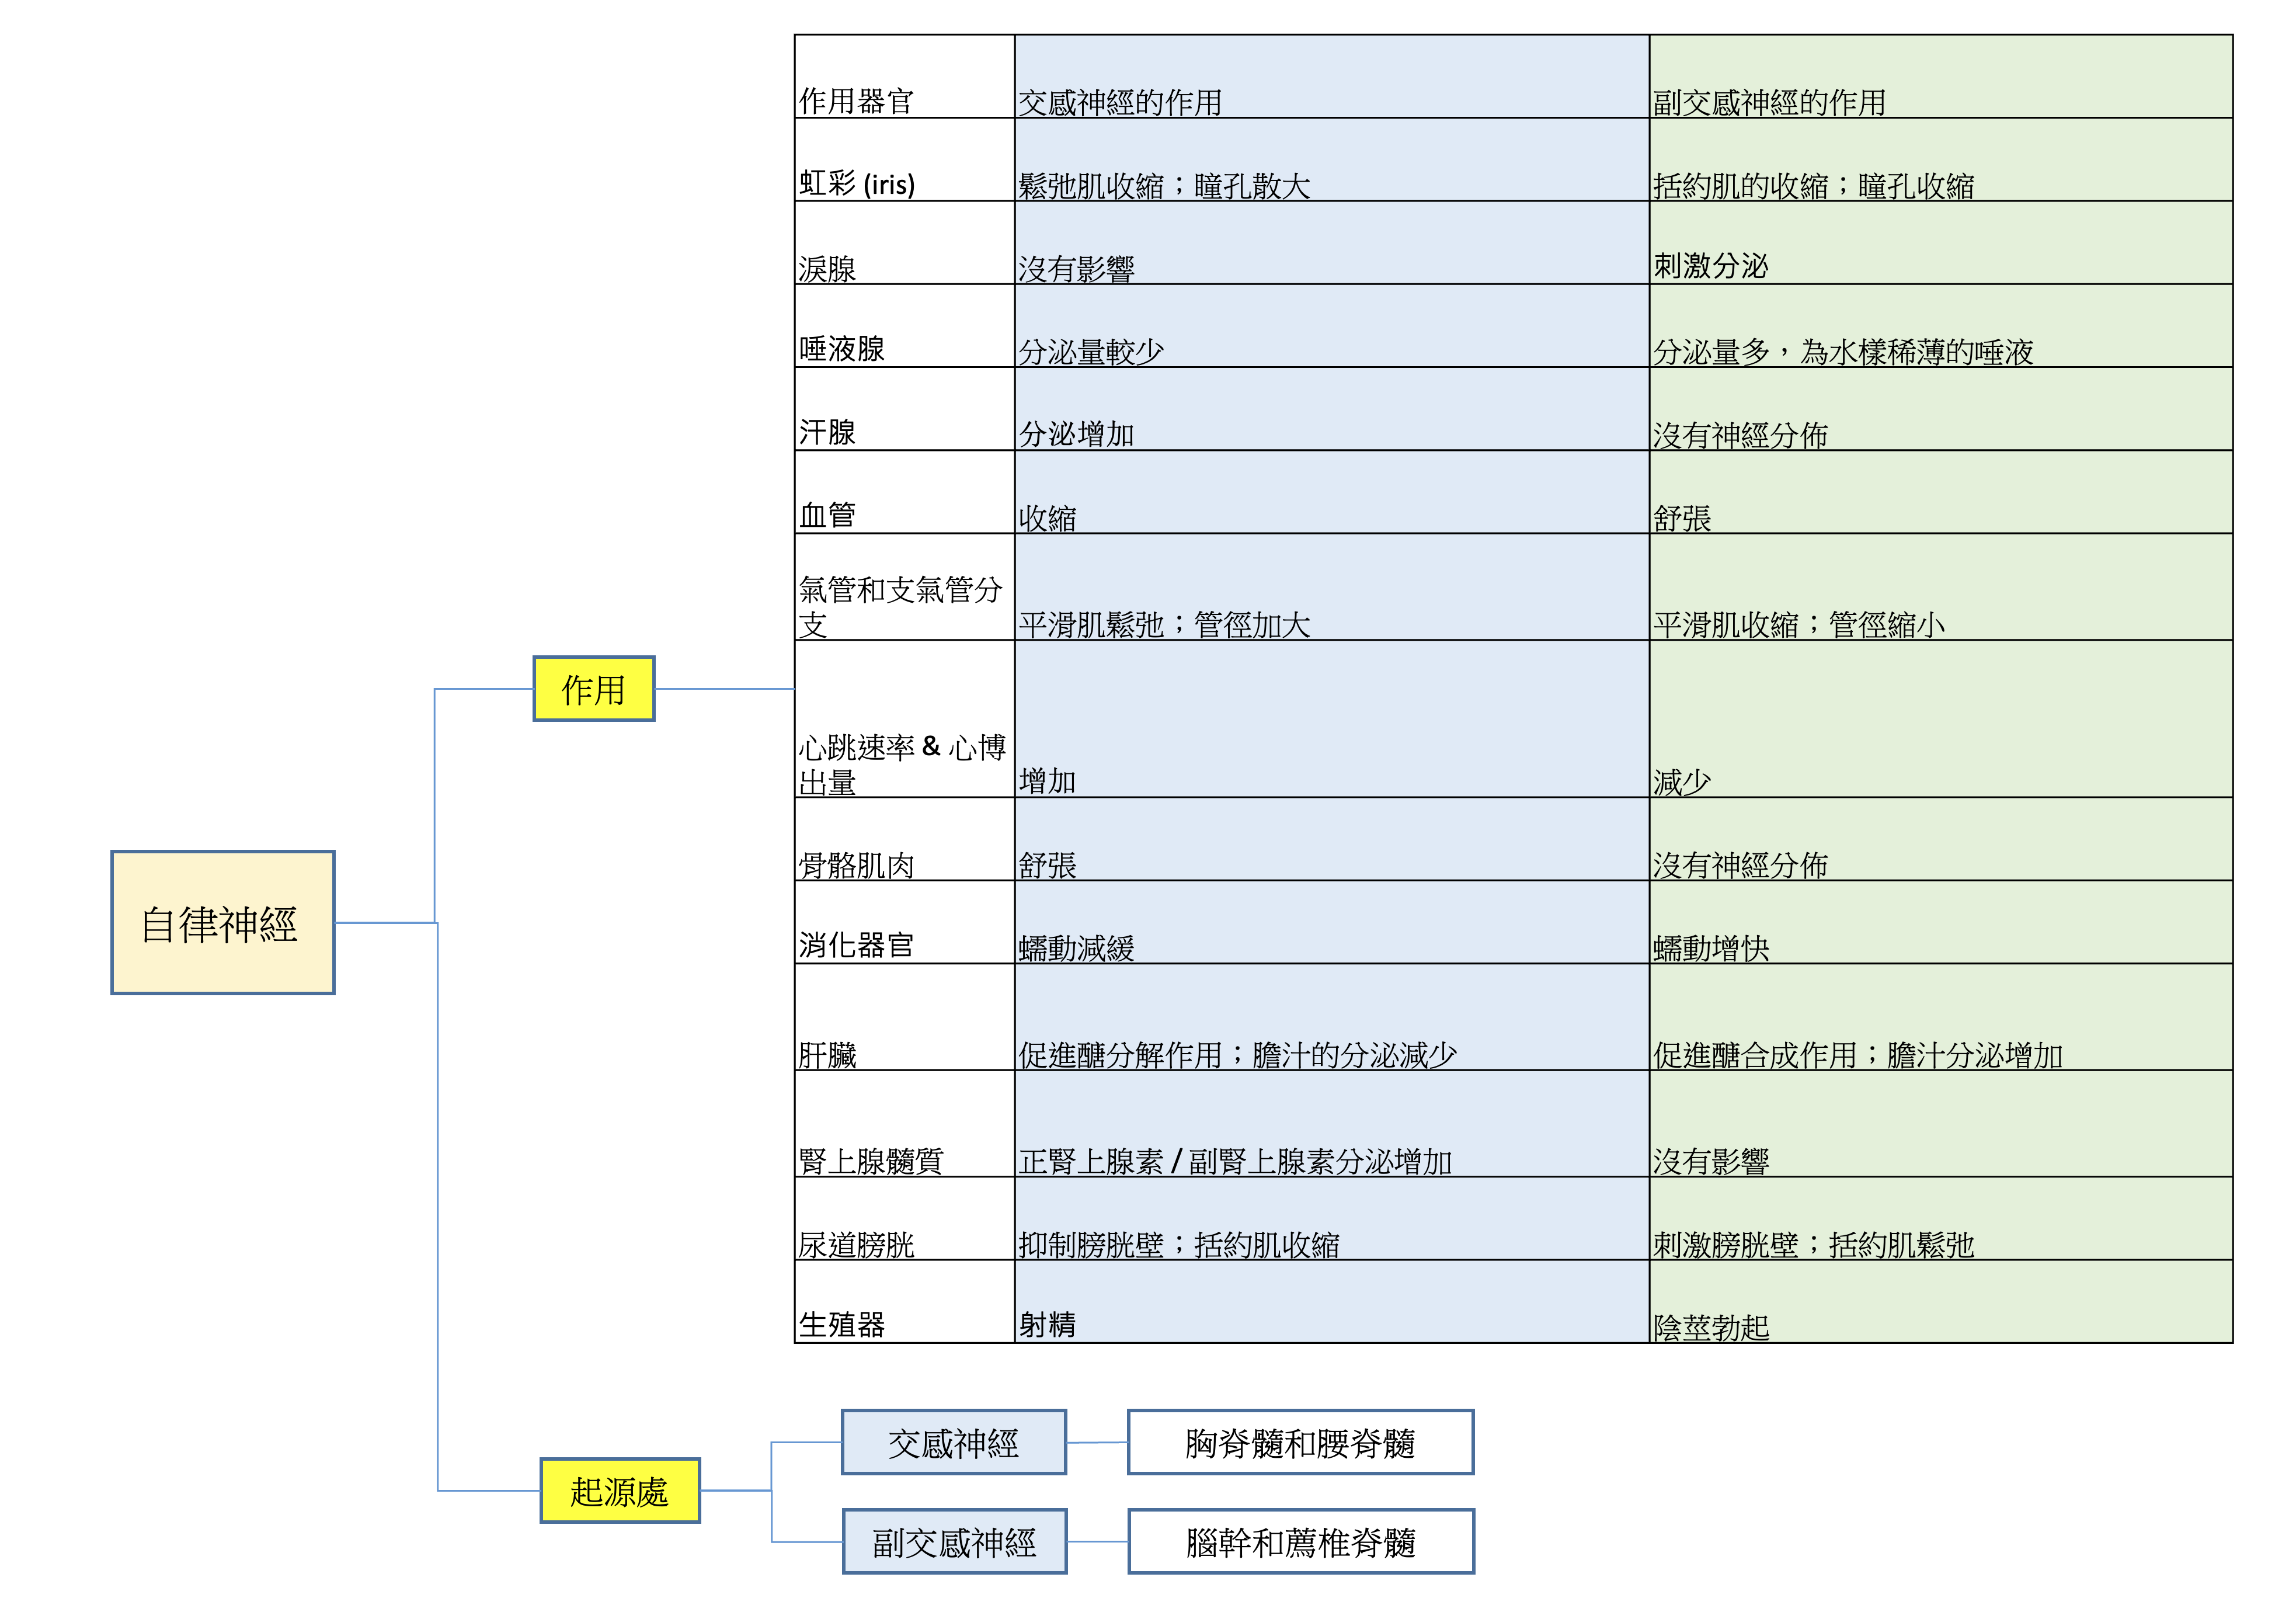 作用器官 交感神經的作用 副交感神經的作用
虹彩 (iris) 鬆弛肌收縮；瞳孔散大 括約肌的收縮；瞳孔收縮
淚腺 沒有影響 刺激分泌
唾液腺 分泌量較少 分泌量多，為水樣稀薄的唾液
汗腺 分泌增加 沒有神經分佈
血管 收縮 舒張
氣管和支氣管分
支 平滑肌鬆弛；管徑加大 平滑肌收縮；管徑縮小
作用
心跳速率 & 心博
出量 增加 減少
骨骼肌肉 舒張 沒有神經分佈
自律神經
消化器官 蠕動減緩 蠕動增快
肝臟 促進醣分解作用；膽汁的分泌減少 促進醣合成作用；膽汁分泌增加
腎上腺髓質 正腎上腺素 / 副腎上腺素分泌增加 沒有影響
尿道膀胱 抑制膀胱壁；括約肌收縮 刺激膀胱壁；括約肌鬆弛
生殖器 射精 陰莖勃起
交感神經 胸脊髓和腰脊髓
起源處
副交感神經 腦幹和薦椎脊髓